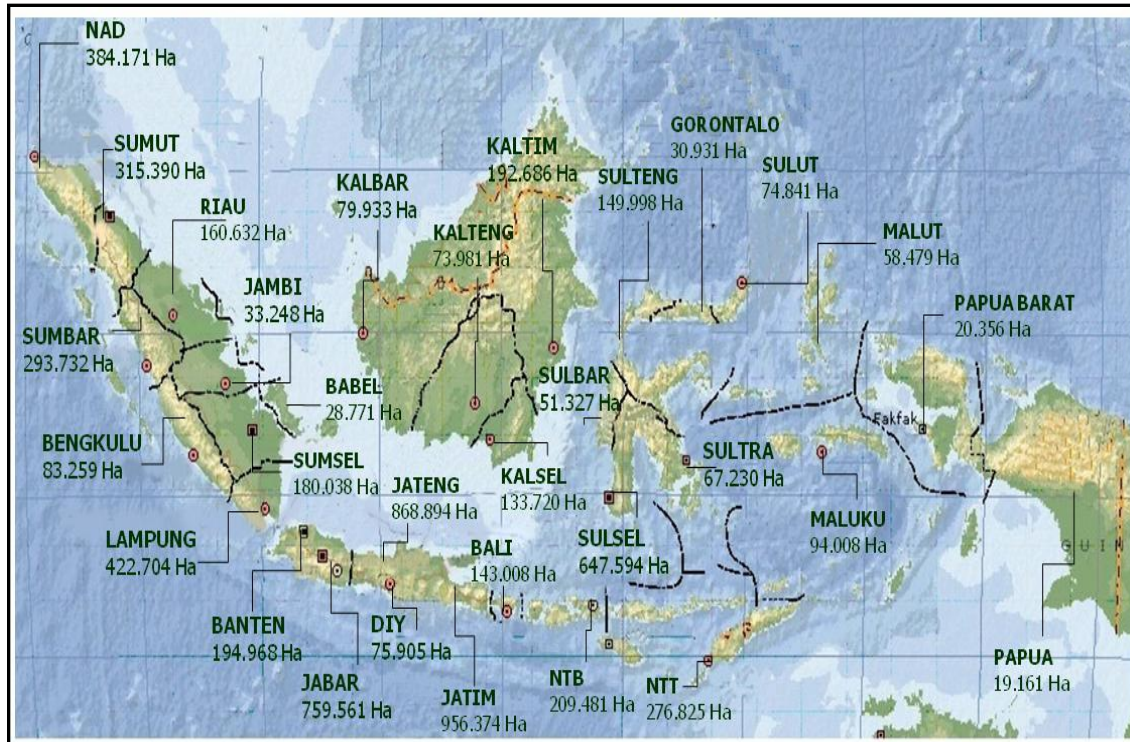 NAD
384.171 Ha
SUMUT
315.390 Ha
RIAU
160.632 Ha
JAMBI
33.248 Ha
SUMBAR
293.732 Ha
BABEL
28.771 Ha
BENGKULU
83.259 Ha
SUMSEL
180.038 Ha
LAMPUNG
422.704 Ha
KALBAR
79.933 Ha
KALTIM
192.686 Ha
KALTENG
73.981 Ha
KALSEL
133.720 Ha
GORONTALO
30.931 Ha
SULUT
74.841 Ha
SULTENG
149.998 Ha
SULBAR
51.327 Ha
SULTRA
67.230 Ha
SULSEL
647.594 Ha
MALUT
58.479 Ha
PAPUA BARAT
20.356 Ha
Fakfak
MALUKU
94.008 Ha
GUIN
JATENG
868.894 Ha
BALI
143.008 Ha
BANTEN
194.968 Ha
DIY
75.905 Ha
JABAR
759.561 Ha
JATIM
956.374 Ha
NTB
209.481 Ha
NTT
276.825 Ha
PAPUA
19.161 Ha